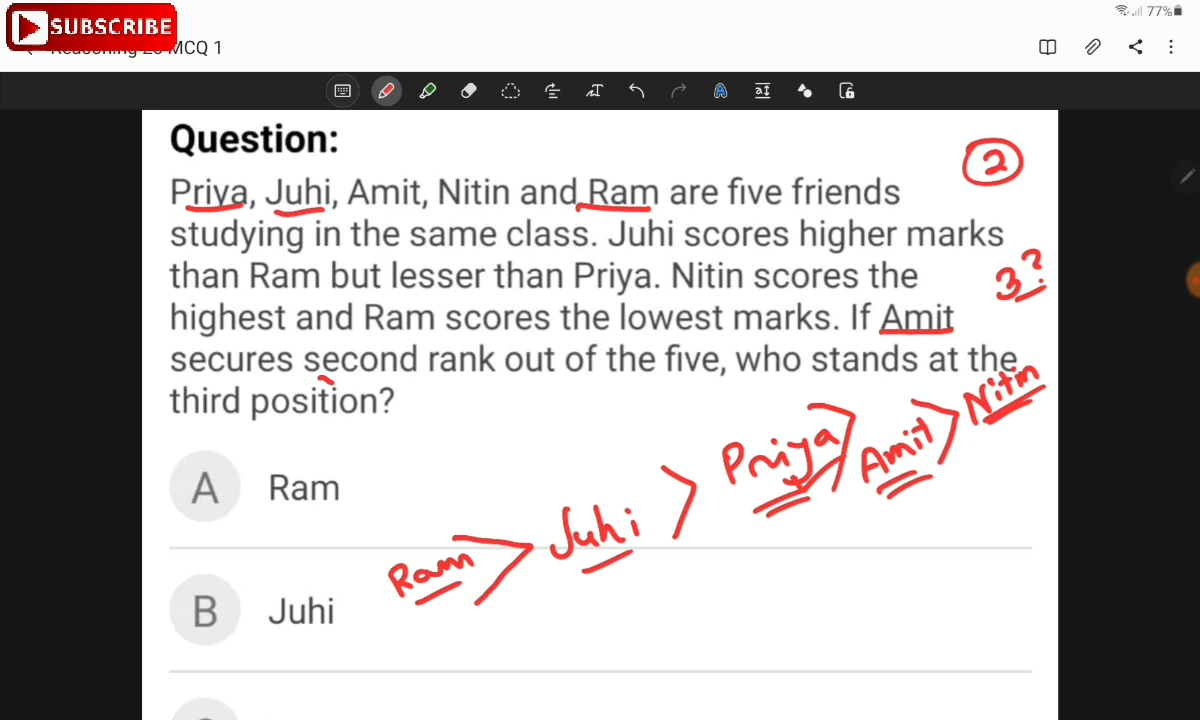 SUBSCRIBE
77%
Reasoning 26 MCQ 1
Question:
2
Priya, Juhi, Amit, Nitin and Ram are five friends
studying in the same class. Juhi scores higher marks
than Ram but lesser than Priya. Nitin scores the
3?
highest and Ram scores the lowest marks. If Amit
secures second rank out of the five, who stands at the
third position?
Ram > Juhi > Priya > Amit > Nitin
A Ram
B Juhi